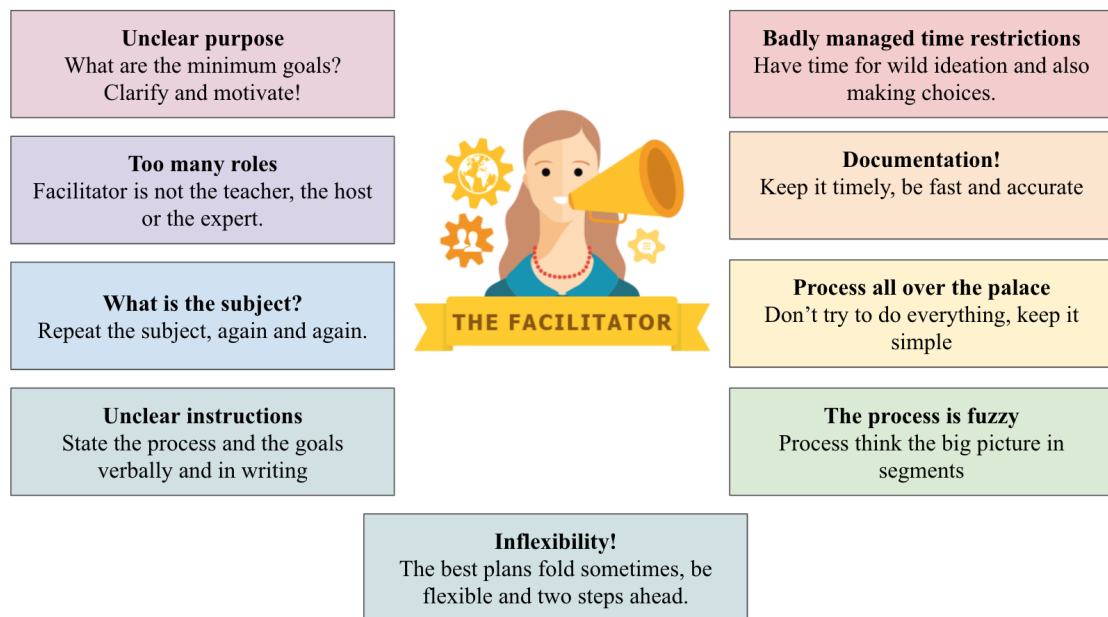 Unclear purpose
What are the minimum goals?
Clarify and motivate!
Too many roles
Facilitator is not the teacher, the host
or the expert.
What is the subject?
Repeat the subject, again and again.
Unclear instructions
State the process and the goals
verbally and in writing
THE FACILITATOR
Badly managed time restrictions
Have time for wild ideation and also
making choices.
Documentation!
Keep it timely, be fast and accurate
Process all over the palace
Don’t try to do everything, keep it
simple
The process is fuzzy
Process think the big picture in
segments
Inflexibility!
The best plans fold sometimes, be
flexible and two steps ahead.